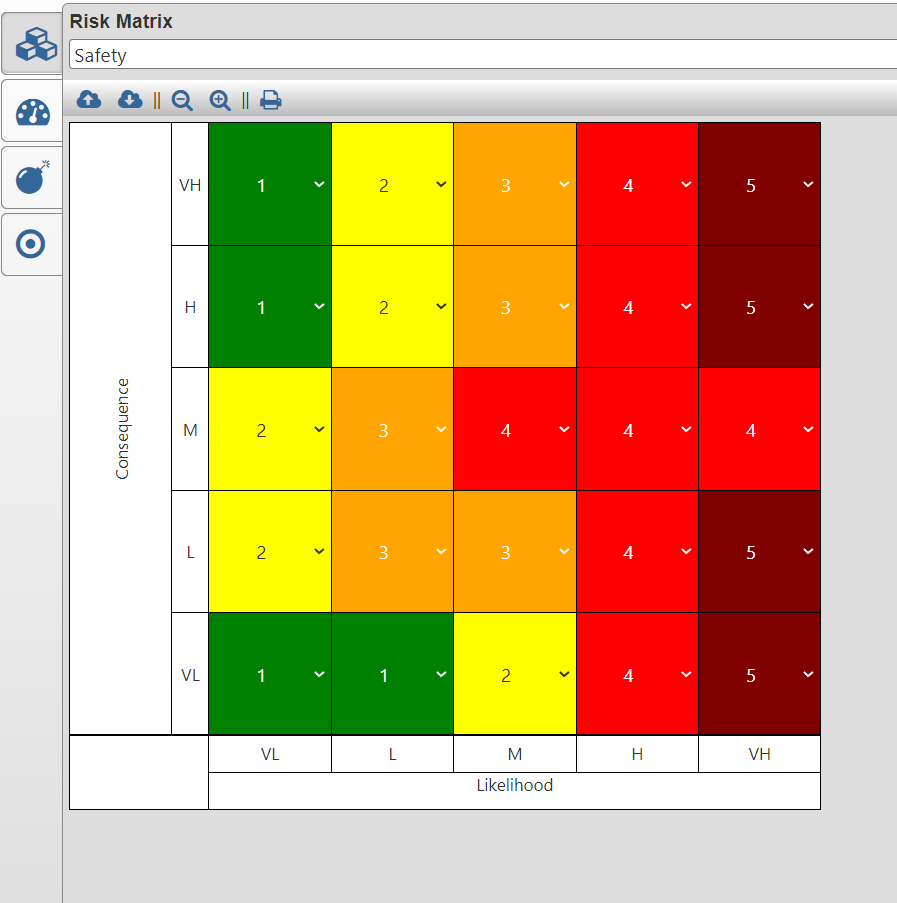 Risk Matrix
Safety
VH 1 2 3 4 5
H 1 2 3 4 5
Consequence
M 2 3 4 4 4
L 2 3 3 4 5
VL 1 1 2 4 5
VL L M H VH
Likelihood